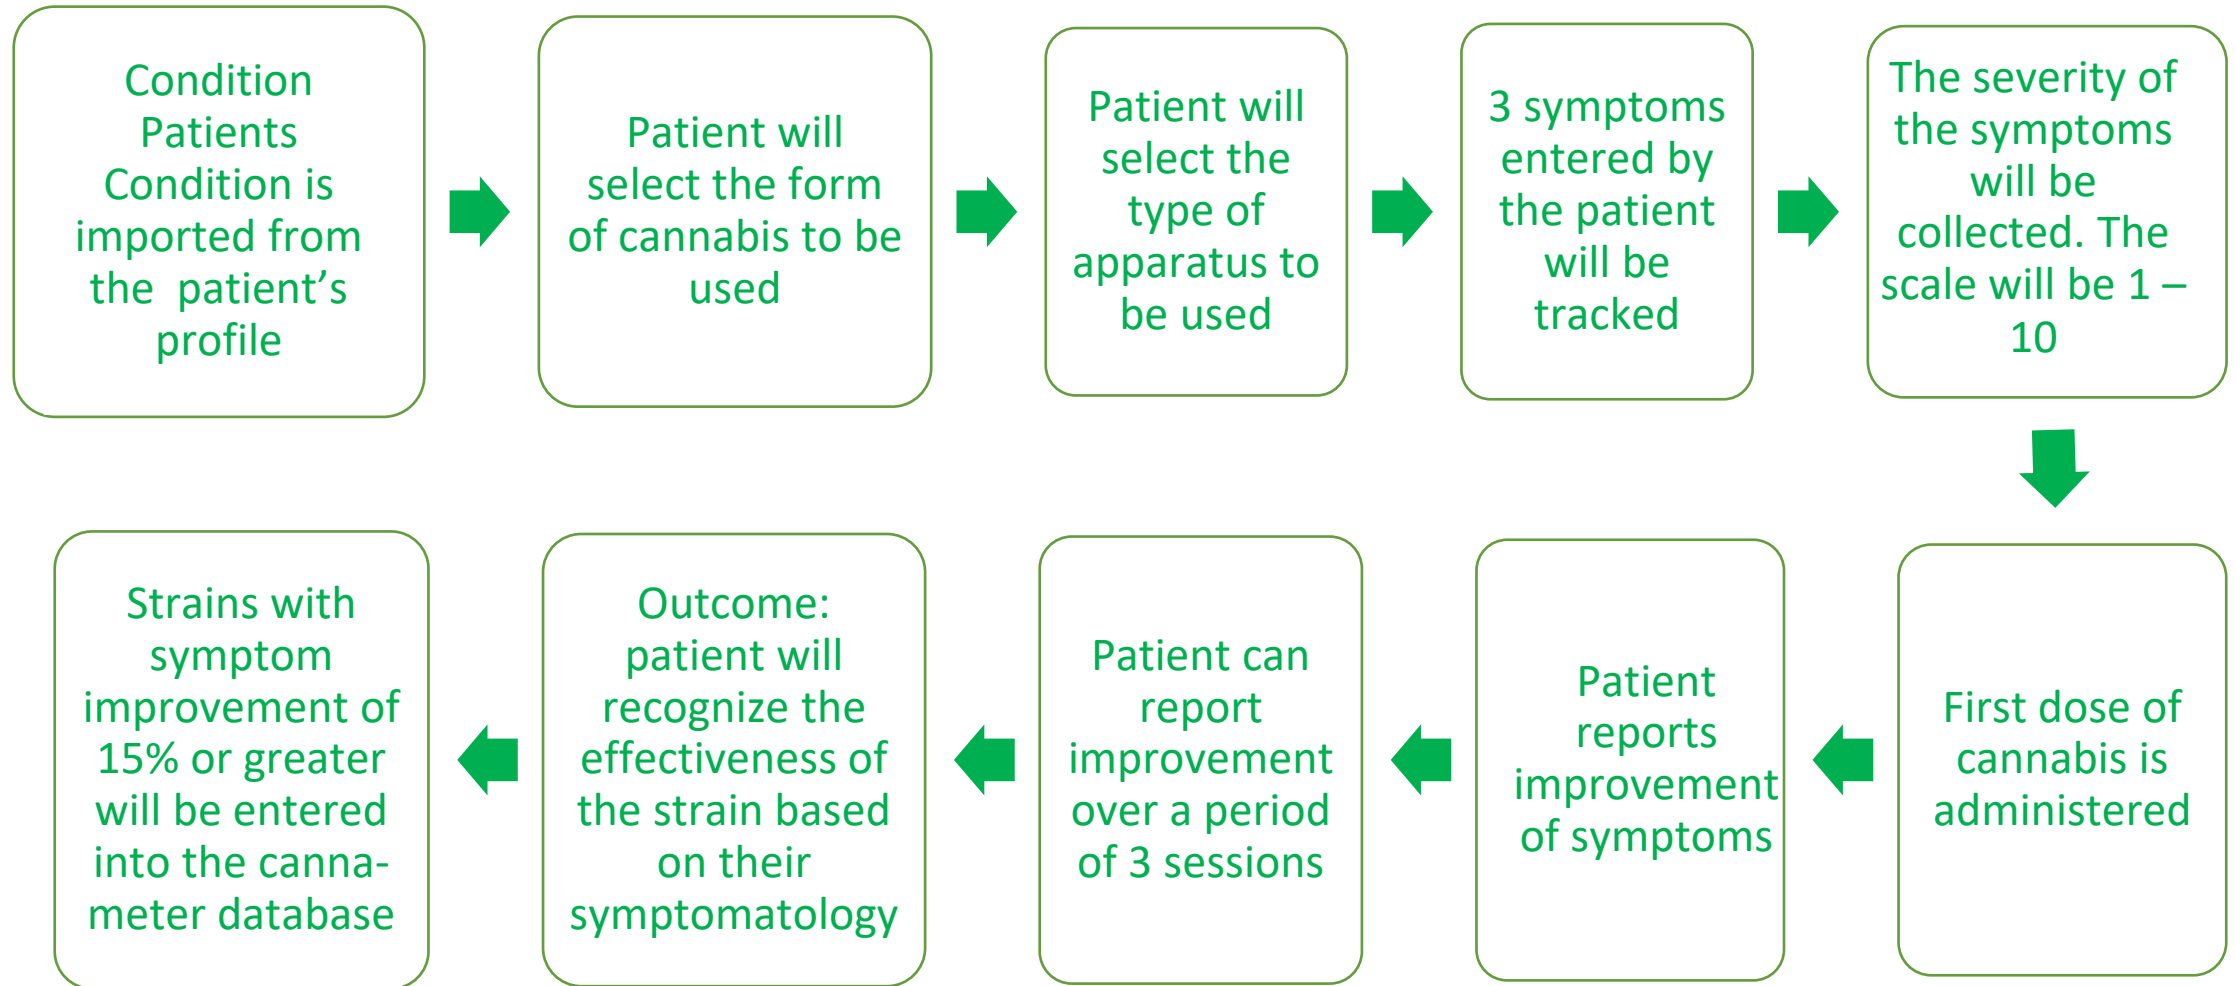 Condition
Patients
Condition is
imported from
the  patient’s
profile
Patient will
select the form
of cannabis to be
used
Patient will
select the
type of
apparatus to
be used
3 symptoms
entered by
the patient
will be
tracked
The severity of
the symptoms
will be
collected. The
scale will be 1 –
10
First dose of
cannabis is
administered
Patient
reports
improvement
of symptoms
Patient can
report
improvement
over a period
of 3 sessions
Outcome:
patient will
recognize the
effectiveness of
the strain based
on their
symptomatology
Strains with
symptom
improvement of
15% or greater
will be entered
into the canna-
meter database